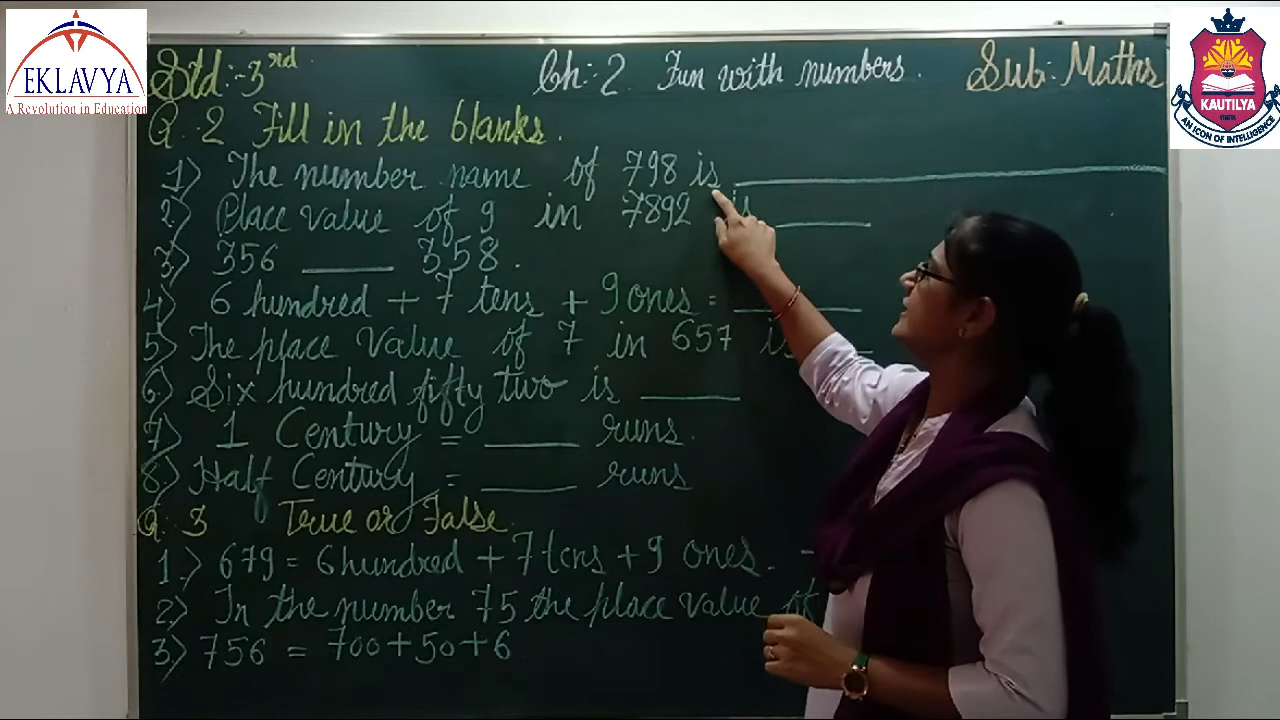 EKLAVYA
A Revolution in Education
KAUTILYA
AN ICON OF INTELLIGENCE
Std:-3rd.
Ch:-2. Fun with numbers.
Sub: Maths
Q. 2 Fill in the blanks.
1) The number name of 798 is ____
2) Place value of 9 in 7892 is ____
3) 356 ____ 358.
4) 6 hundred + 7 tens + 9 ones = ____
5) The place value of 7 in 657 is __
6) Six hundred fifty two is ____
7) 1 Century = ____ runs.
8) Half Century = ____ runs
Q. 3 True or False.
1) 679 = 6 hundred + 7 tens + 9 ones. -
2) In the number 75 the place value of
3) 756 = 700+50+6